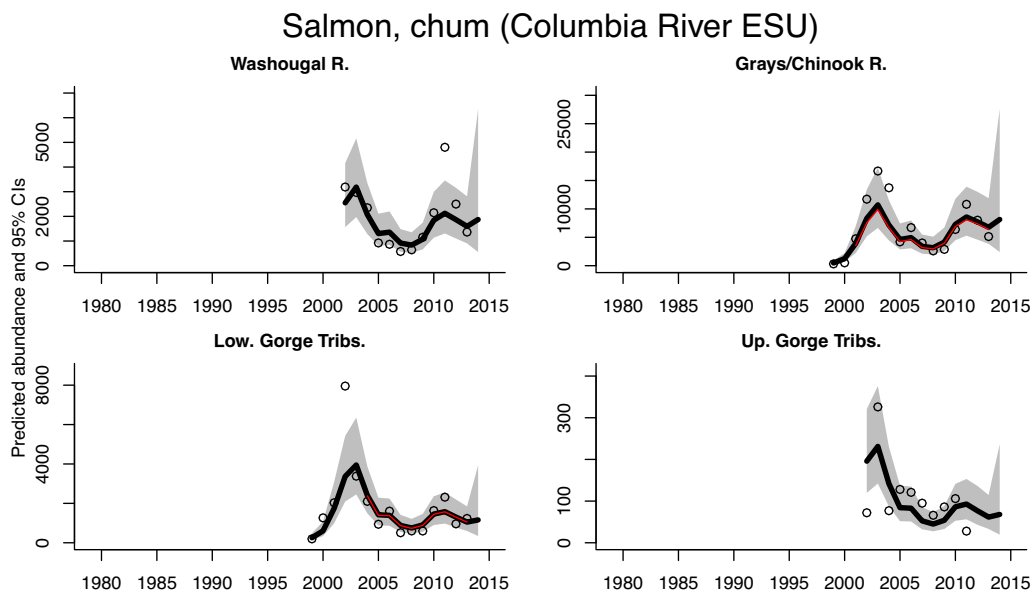 Salmon, chum (Columbia River ESU)
Washougal R.
Grays/Chinook R.
Predicted abundance and 95% CIs
5000
2000
0
1980 1985 1990 1995 2000 2005 2010 2015
25000
10000
0
1980 1985 1990 1995 2000 2005 2010 2015
Low. Gorge Tribs.
Up. Gorge Tribs.
8000
4000
0
1980 1985 1990 1995 2000 2005 2010 2015
300
100
0
1980 1985 1990 1995 2000 2005 2010 2015